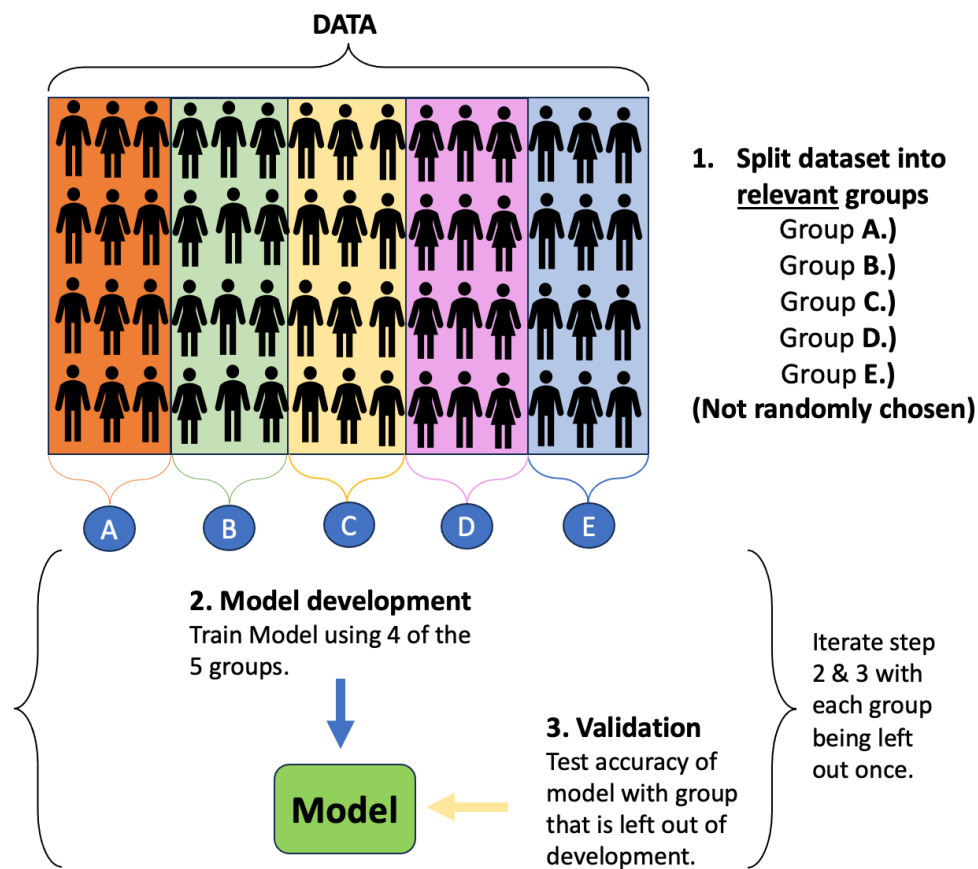 DATA
1. Split dataset into
relevant groups
Group A.)
Group B.)
Group C.)
Group D.)
Group E.)
(Not randomly chosen)
A
B
C
D
E
2. Model development
Train Model using 4 of the
5 groups.
3. Validation
Test accuracy of
model with group
that is left out of
development.
Model
Iterate step
2 & 3 with
each group
being left
out once.